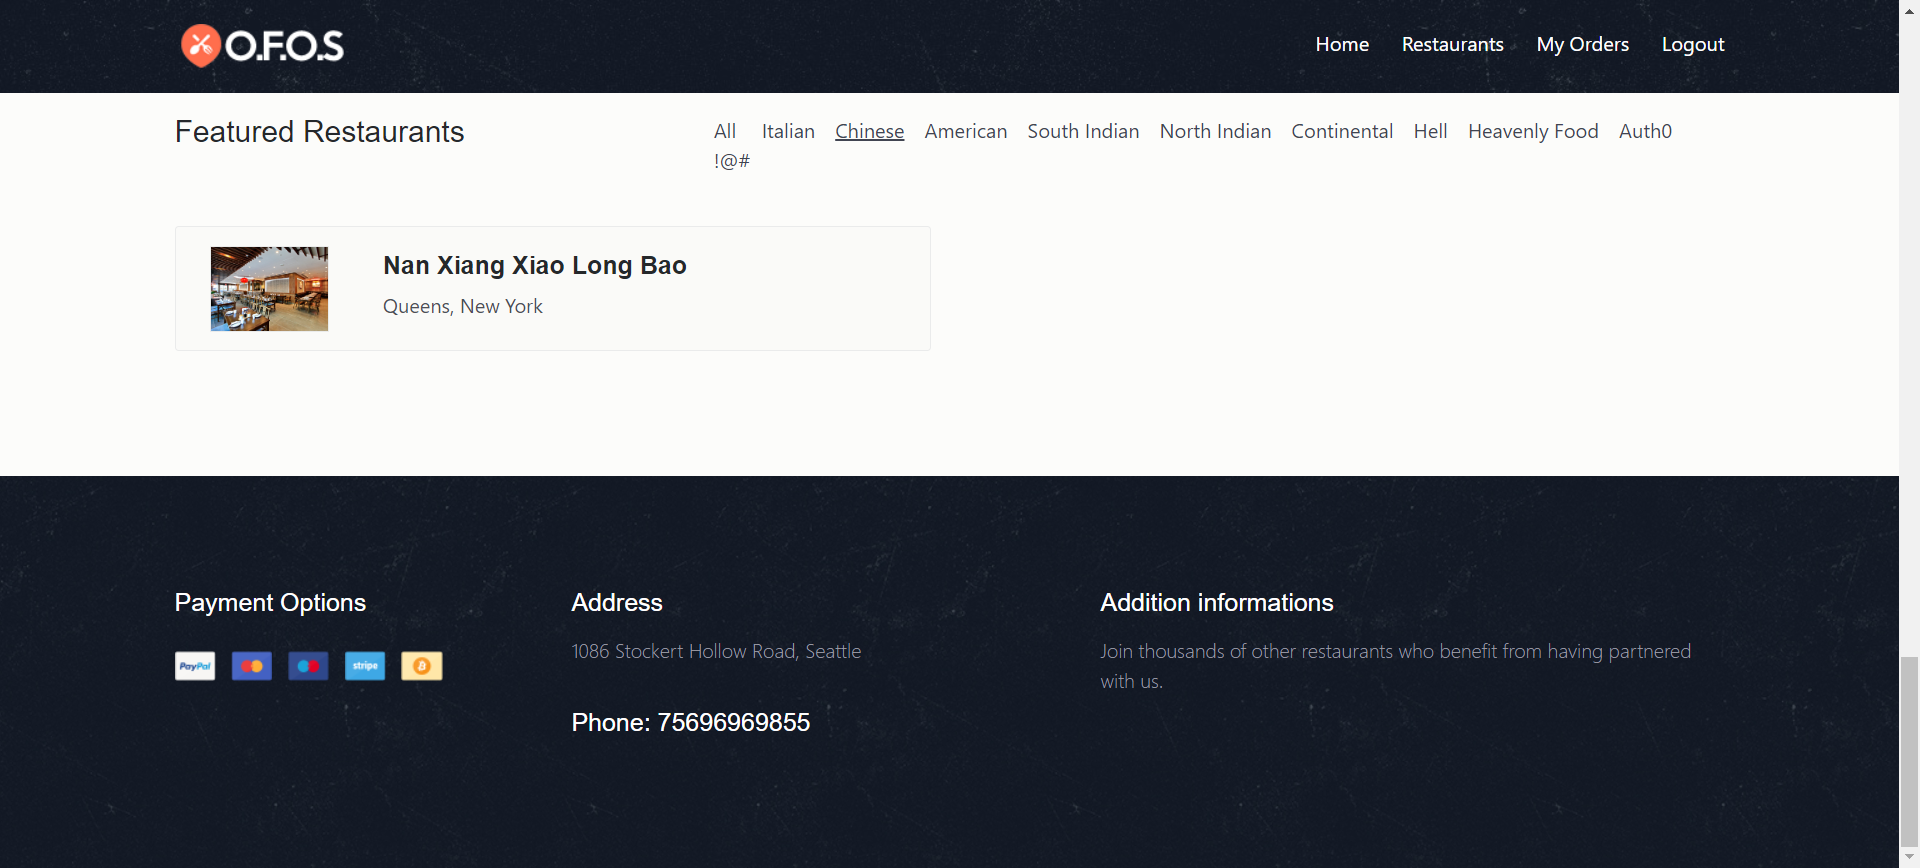 O.F.O.S
Home Restaurants My Orders Logout
Featured Restaurants
All Italian Chinese American South Indian North Indian Continental Hell Heavenly Food Auth0
!@#
Nan Xiang Xiao Long Bao
Queens, New York
Payment Options
Address
Addition informations
PayPal
stripe
1086 Stockert Hollow Road, Seattle
Join thousands of other restaurants who benefit from having partnered
with us.
Phone: 75696969855